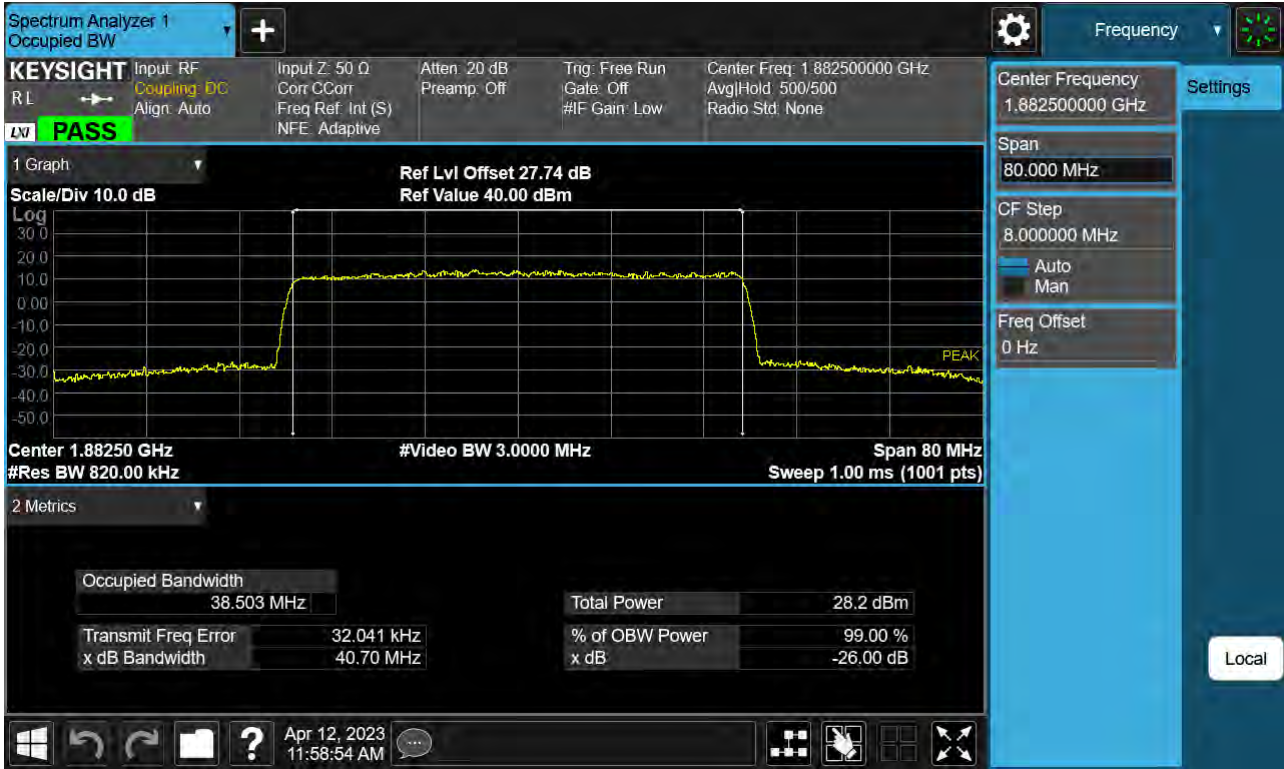 Spectrum Analyzer 1
Occupied BW
+
Frequency
KEYSIGHT
R L
LXI PASS
Input: RF
Coupling: DC
Align: Auto
Input Z: 50 Ω
Corr CCorr
Freq Ref: Int (S)
NFE: Adaptive
Atten: 20 dB
Preamp: Off
Trig: Free Run
Gate: Off
#IF Gain: Low
Center Freq: 1.882500000 GHz
Avg|Hold: 500/500
Radio Std: None
1 Graph
Scale/Div 10.0 dB
Ref Lvl Offset 27.74 dB
Ref Value 40.00 dBm
Log
30.0
20.0
10.0
0.00
-10.0
-20.0
-30.0
-40.0
-50.0
PEAK
Center 1.88250 GHz
#Video BW 3.0000 MHz
Span 80 MHz
#Res BW 820.00 kHz
Sweep 1.00 ms (1001 pts)
2 Metrics
Occupied Bandwidth
38.503 MHz
Total Power 28.2 dBm
Transmit Freq Error 32.041 kHz
% of OBW Power 99.00 %
x dB Bandwidth 40.70 MHz
x dB -26.00 dB
Center Frequency
1.882500000 GHz
Settings
Span
80.000 MHz
CF Step
8.000000 MHz
Auto
Man
Freq Offset
0 Hz
Local
?
Apr 12, 2023
11:58:54 AM